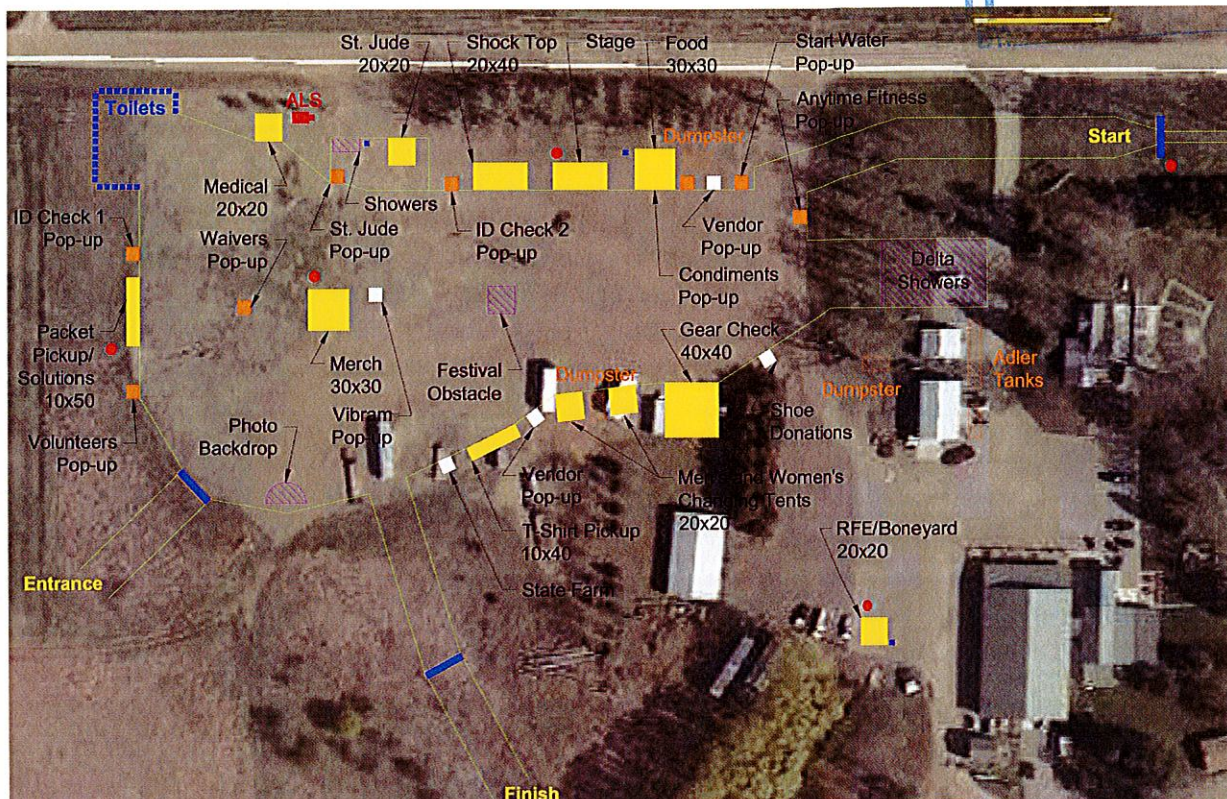 St. Jude
20x20
Shock Top
20x40
Stage
Food
30x30
Start Water
Pop-up
Toilets
ALS
Anytime Fitness
Pop-up
Dumpster
Start
Medical
20x20
Showers
ID Check 1
Pop-up
Waivers
Pop-up
St. Jude
Pop-up
ID Check 2
Pop-up
Vendor
Pop-up
Condiments
Pop-up
Delta
Showers
Packet
Pickup/
Solutions
10x50
Merch
30x30
Festival
Obstacle
Gear Check
40x40
Dumpster
Dumpster
Adler
Tanks
Volunteers
Pop-up
Photo
Backdrop
Vibram
Pop-up
Shoe
Donations
Vendor
Pop-up
Men's and Women's
Changing Tents
20x20
T-Shirt Pickup
10x40
RFE/Boneyard
20x20
Entrance
State Farm
Finish